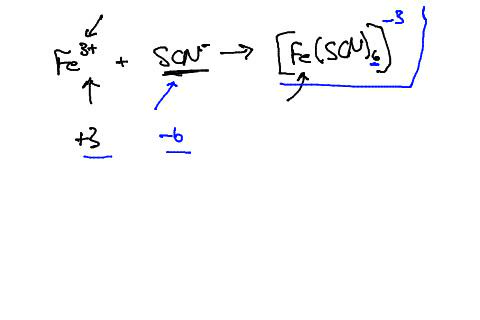 Fe³⁺ + SCN⁻ → [Fe(SCN)₆]⁻³
+3 -6